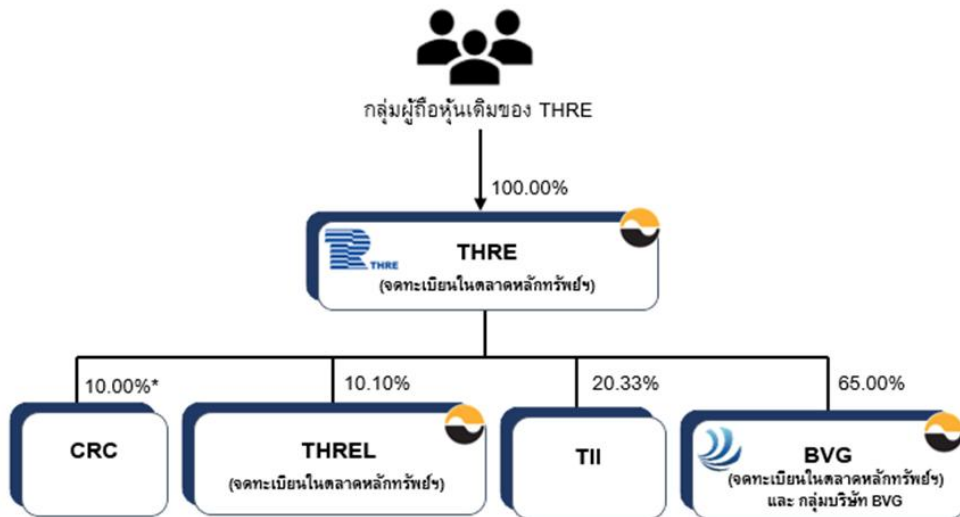 กลุ่มผู้ถือหุ้นเดิมของ THRE
100.00%
THRE
THRE
(จดทะเบียนในตลาดหลักทรัพย์ฯ)
10.00%*
10.10%
20.33%
65.00%
CRC
THREL
(จดทะเบียนในตลาดหลักทรัพย์ฯ)
TII
BVG
(จดทะเบียนในตลาดหลักทรัพย์ฯ)
และ กลุ่มบริษัท BVG